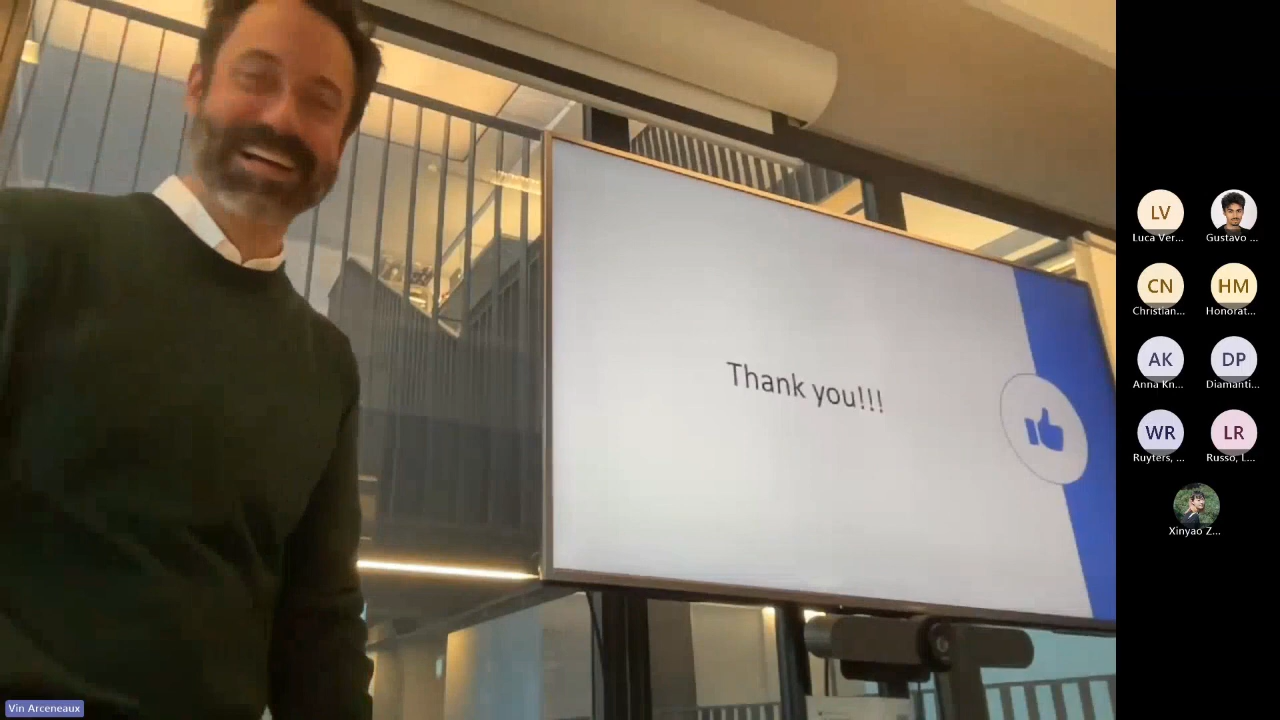 Thank you!!!
LV
Luca Ver...
Gustavo ...
CN
Christian...
HM
Honorat...
AK
Anna Kn...
DP
Diamanti...
WR
Ruyters, ...
LR
Russo, L...
Xinyao Z...
Vin Arceneaux